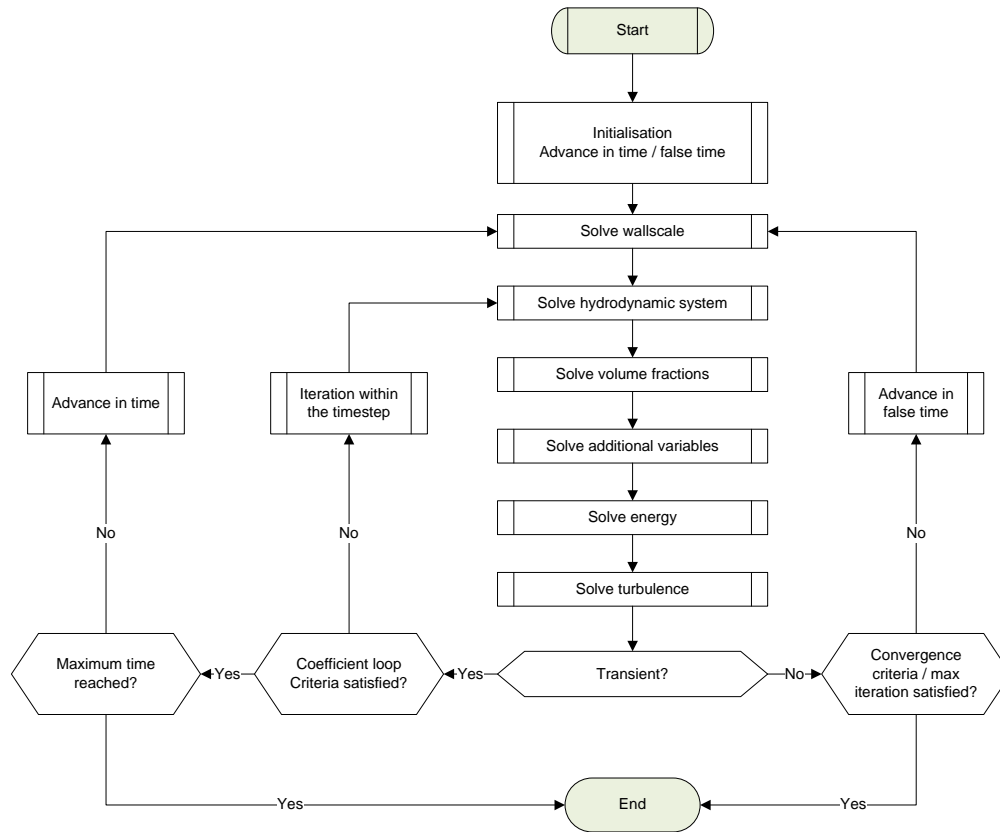 Start
Initialisation
Advance in time / false time
Solve wallscale
Solve hydrodynamic system
Solve volume fractions
Advance in time
Iteration within
the timestep
Advance in
false time
Solve additional variables
Solve energy
No
No
No
Solve turbulence
Maximum time
reached?
Yes
Coefficient loop
Criteria satisfied?
Yes
Transient?
No
Convergence
criteria / max
iteration satisfied?
Yes
End
Yes